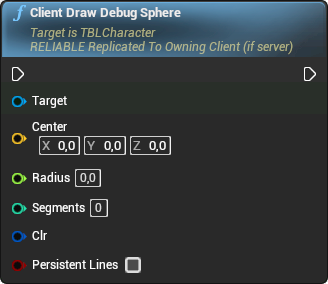 f Client Draw Debug Sphere
Target is TBLCharacter
RELIABLE Replicated To Owning Client (if server)
Target
Center
X 0,0 Y 0,0 Z 0,0
Radius 0,0
Segments 0
Clr
Persistent Lines